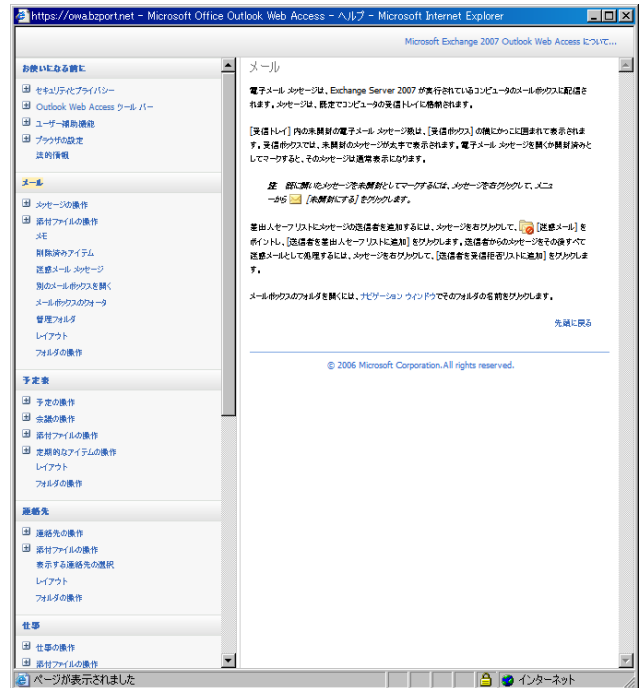 https://owa.bzport.net - Microsoft Office Outlook Web Access - ヘルプ - Microsoft Internet Explorer
Microsoft Exchange 2007 Outlook Web Access について...
お使いになる前に
セキュリティとプライバシー
Outlook Web Access ツール バー
ユーザー補助機能
ブラウザの設定
法的情報
メール
メッセージの操作
添付ファイルの操作
メモ
削除済みアイテム
迷惑メール メッセージ
別のメールボックスを開く
メールボックスのクォータ
管理フォルダ
レイアウト
フォルダの操作
予定表
予定の操作
会議の操作
添付ファイルの操作
定期的なアイテムの操作
レイアウト
フォルダの操作
連絡先
連絡先の操作
添付ファイルの操作
表示する連絡先の選択
レイアウト
フォルダの操作
仕事
仕事の操作
添付ファイルの操作
メール
電子メール メッセージは、Exchange Server 2007 が実行されているコンピュータのメールボックスに配信さ
れます。メッセージは、既定でコンピュータの受信トレイに格納されます。
[受信トレイ] 内の未開封の電子メール メッセージ数は、[受信ボックス] の横にかっこに囲まれて表示されま
す。受信ボックスでは、未開封のメッセージが太字で表示されます。電子メール メッセージを開くか開封済みと
してマークすると、そのメッセージは通常表示になります。
注 既に開いたメッセージを未開封としてマークするには、メッセージを右クリックして、メニュ
ーから [未開封にする] をクリックします。
差出人セーフリストにメッセージの送信者を追加するには、メッセージを右クリックして、[迷惑メール] を
ポイントし、[送信者を差出人セーフリストに追加] をクリックします。送信者からのメッセージをその後すべて
迷惑メールとして処理するには、メッセージを右クリックして、[送信者を受信拒否リストに追加] をクリックしま
す。
メールボックスのフォルダを開くには、ナビゲーション ウィンドウでそのフォルダの名前をクリックします。
先頭に戻る
© 2006 Microsoft Corporation.All rights reserved.
ページが表示されました
インターネット